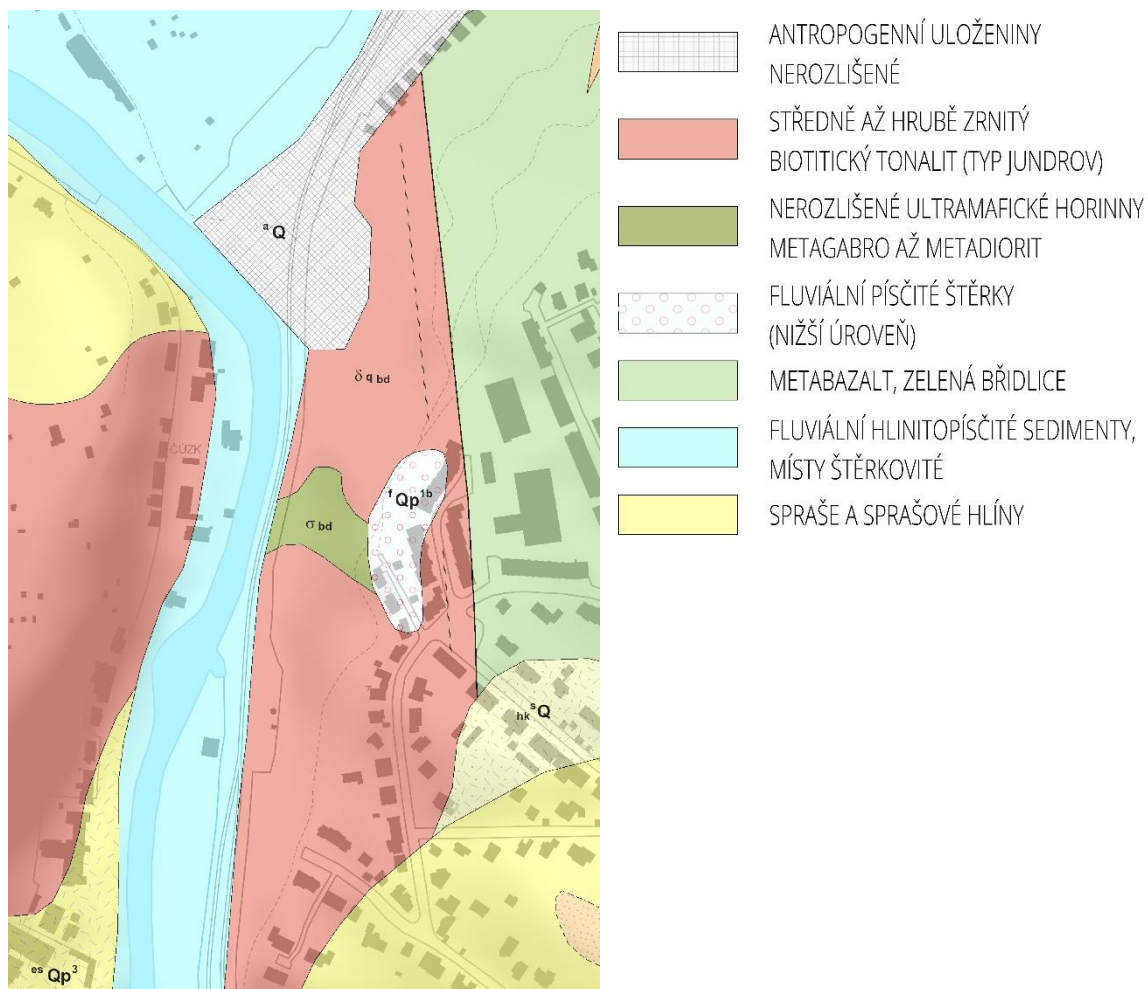 ᵃQ
δ q bd
ČÚZK
ᶠQp¹ᵇ
σ bd
hk ˢQ
ᵉˢQp³
ANTROPOGENNÍ ULOŽENINY
NEROZLIŠENÉ
STŘEDNĚ AŽ HRUBĚ ZRNITÝ
BIOTITICKÝ TONALIT (TYP JUNDROV)
NEROZLIŠENÉ ULTRAMAFICKÉ HORINNY
METAGABRO AŽ METADIORIT
FLUVIÁLNÍ PÍSČITÉ ŠTĚRKY
(NIŽŠÍ ÚROVEŇ)
METABAZALT, ZELENÁ BŘIDLICE
FLUVIÁLNÍ HLINITOPÍSČITÉ SEDIMENTY,
MÍSTY ŠTĚRKOVITÉ
SPRAŠE A SPRAŠOVÉ HLÍNY